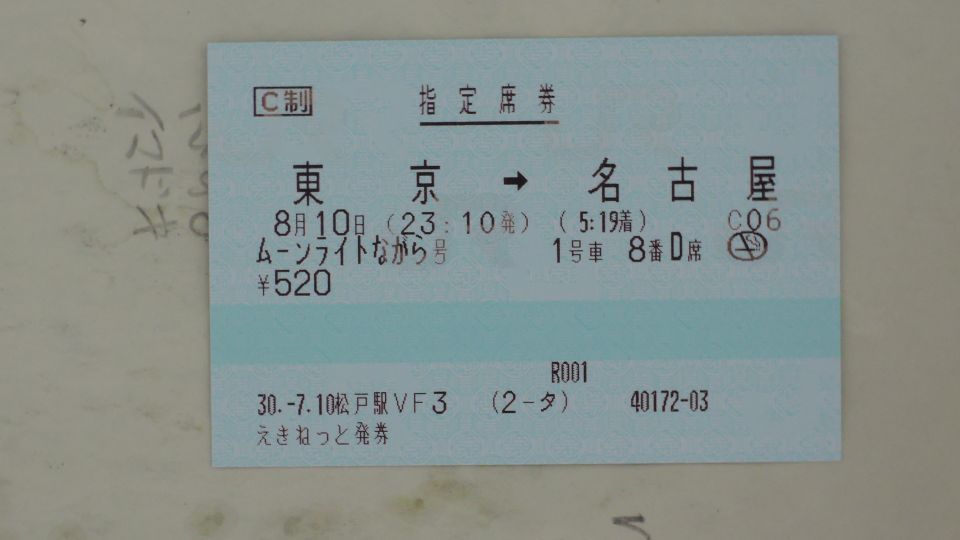 C制 指定席券
東京 → 名古屋
8月10日 (23:10発) (5:19着) C06
ムーンライトながら号 1号車 8番D席
¥520
R001
30.-7.10松戸駅VF3 (2-タ) 40172-03
えきねっと発券